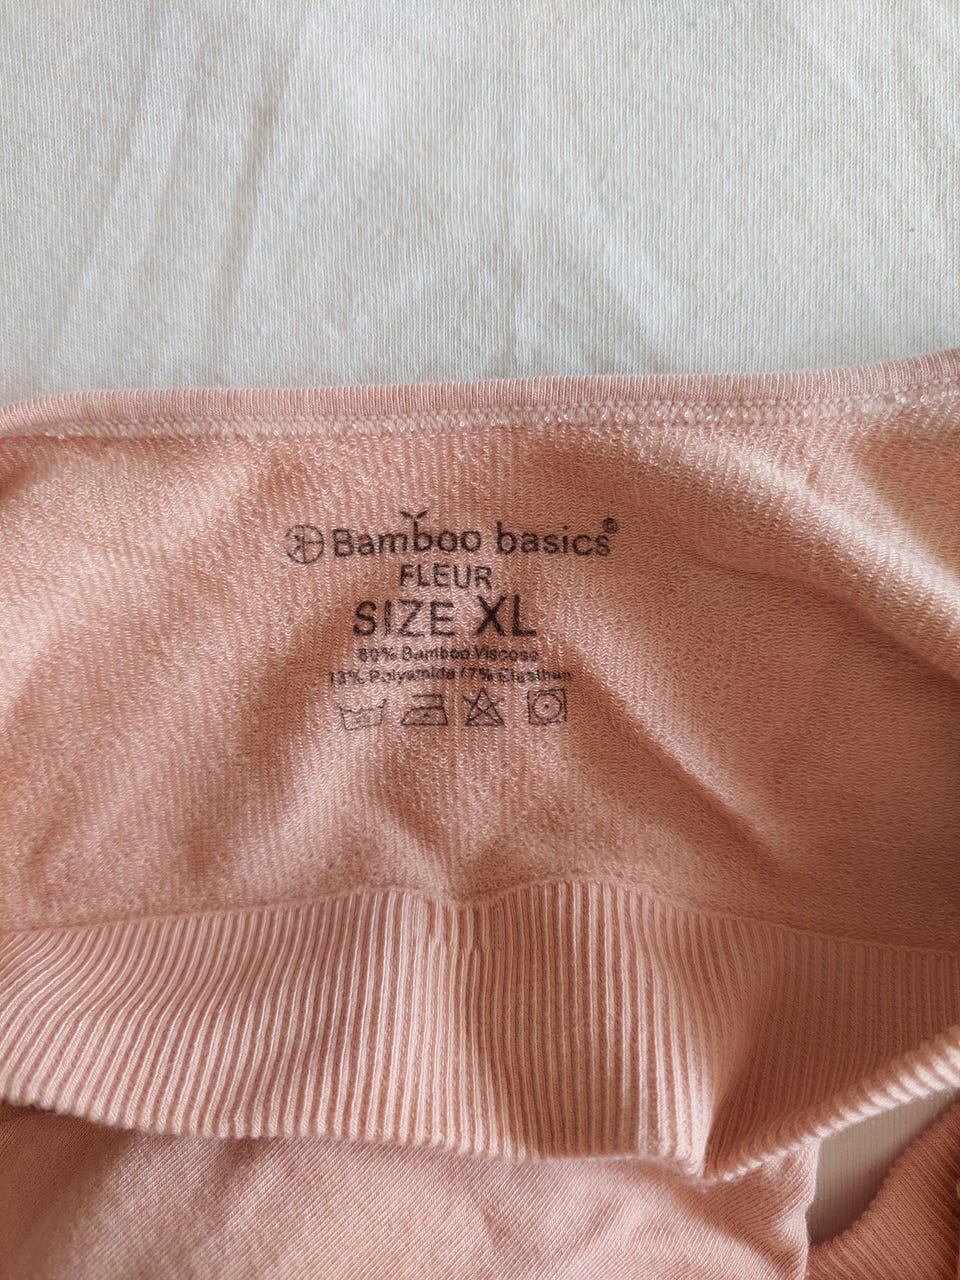 Bamboo basics®
FLEUR
SIZE XL
80% Bamboo Viscose
13% Polyamide / 7% Elasthan